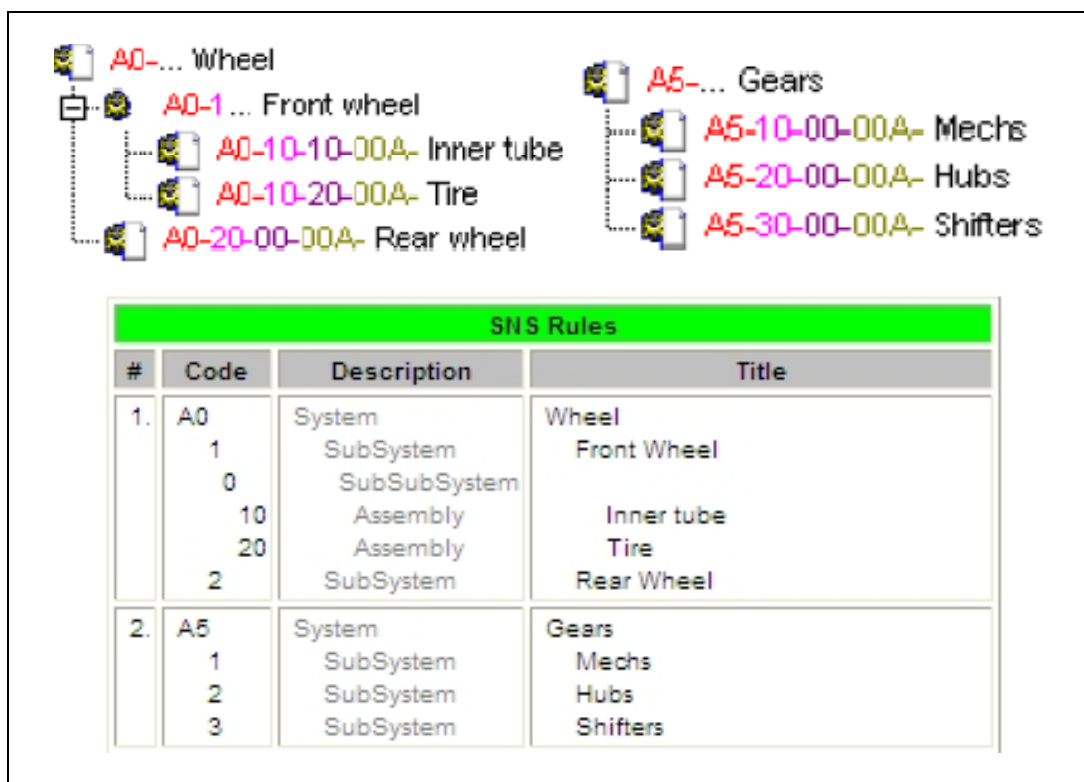 A0-... Wheel
A0-1... Front wheel
A0-10-10-00A- Inner tube
A0-10-20-00A- Tire
A0-20-00-00A- Rear wheel
A5-... Gears
A5-10-00-00A- Mechs
A5-20-00-00A- Hubs
A5-30-00-00A- Shifters
SNS Rules
# Code Description Title
1. A0 System Wheel
1 SubSystem Front Wheel
0 SubSubSystem
10 Assembly Inner tube
20 Assembly Tire
2 SubSystem Rear Wheel
2. A5 System Gears
1 SubSystem Mechs
2 SubSystem Hubs
3 SubSystem Shifters